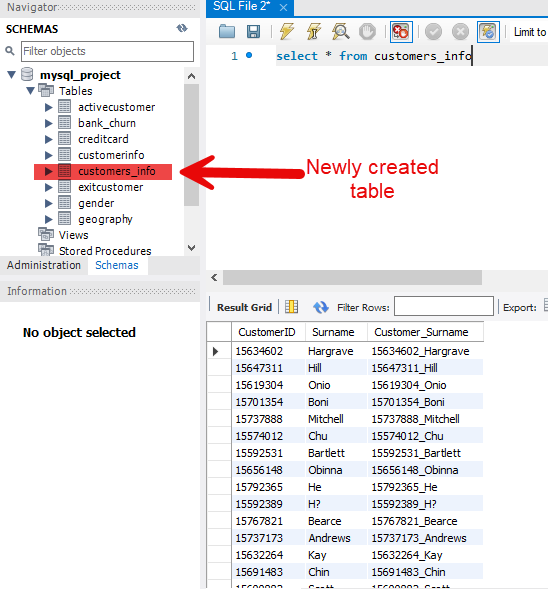 Navigator
SCHEMAS
Filter objects
mysql_project
Tables
activecustomer
bank_churn
creditcard
customerinfo
customers_info
exitcustomer
gender
geography
Views
Stored Procedures
Administration Schemas
Information
No object selected
SQL File 2* ×
Limit to
1 select * from customers_info
Newly created
table
Result Grid Filter Rows: Export:
CustomerID Surname Customer_Surname
15634602 Hargrave 15634602_Hargrave
15647311 Hill 15647311_Hill
15619304 Onio 15619304_Onio
15701354 Boni 15701354_Boni
15737888 Mitchell 15737888_Mitchell
15574012 Chu 15574012_Chu
15592531 Bartlett 15592531_Bartlett
15656148 Obinna 15656148_Obinna
15792365 He 15792365_He
15592389 H? 15592389_H?
15767821 Bearce 15767821_Bearce
15737173 Andrews 15737173_Andrews
15632264 Kay 15632264_Kay
15691483 Chin 15691483_Chin